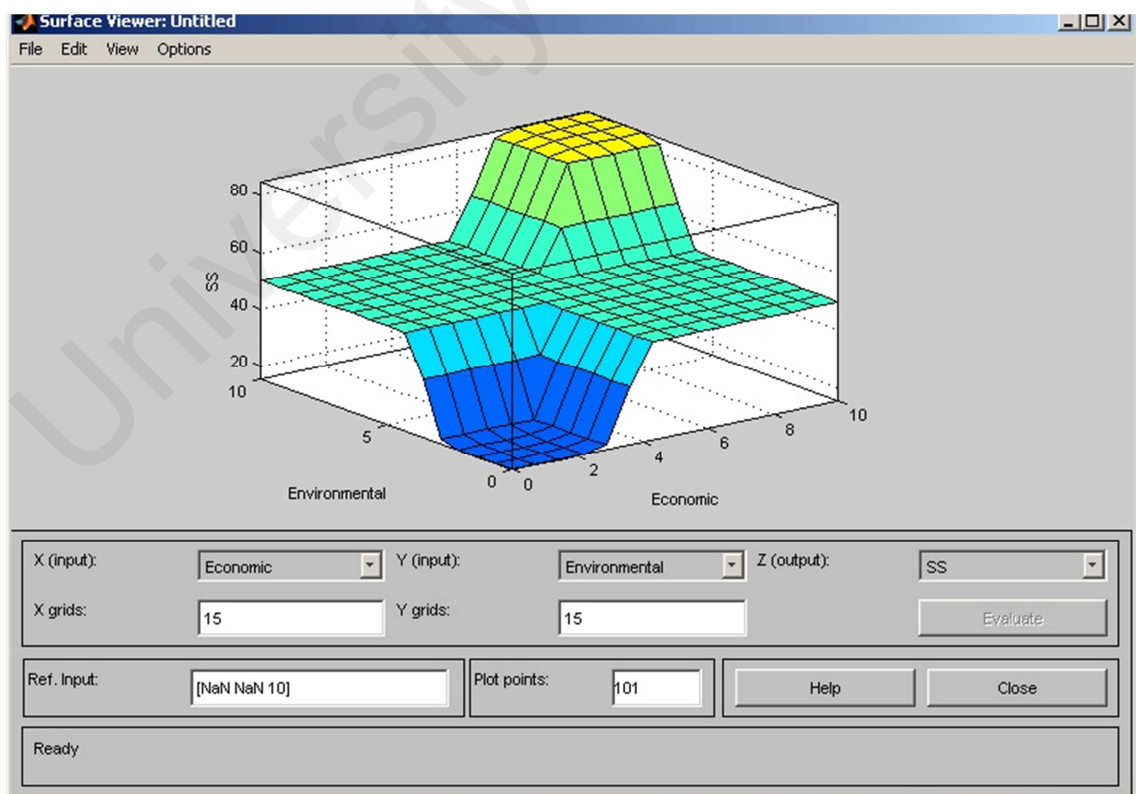 Surface Viewer: Untitled
File Edit View Options
University
80
60
40
20
SS
10
5
0
Environmental
0
2
4
6
8
10
Economic
X (input): Economic Y (input): Environmental Z (output): SS
X grids: 15 Y grids: 15 Evaluate
Ref. Input: [NaN NaN 10] Plot points: 101 Help Close
Ready